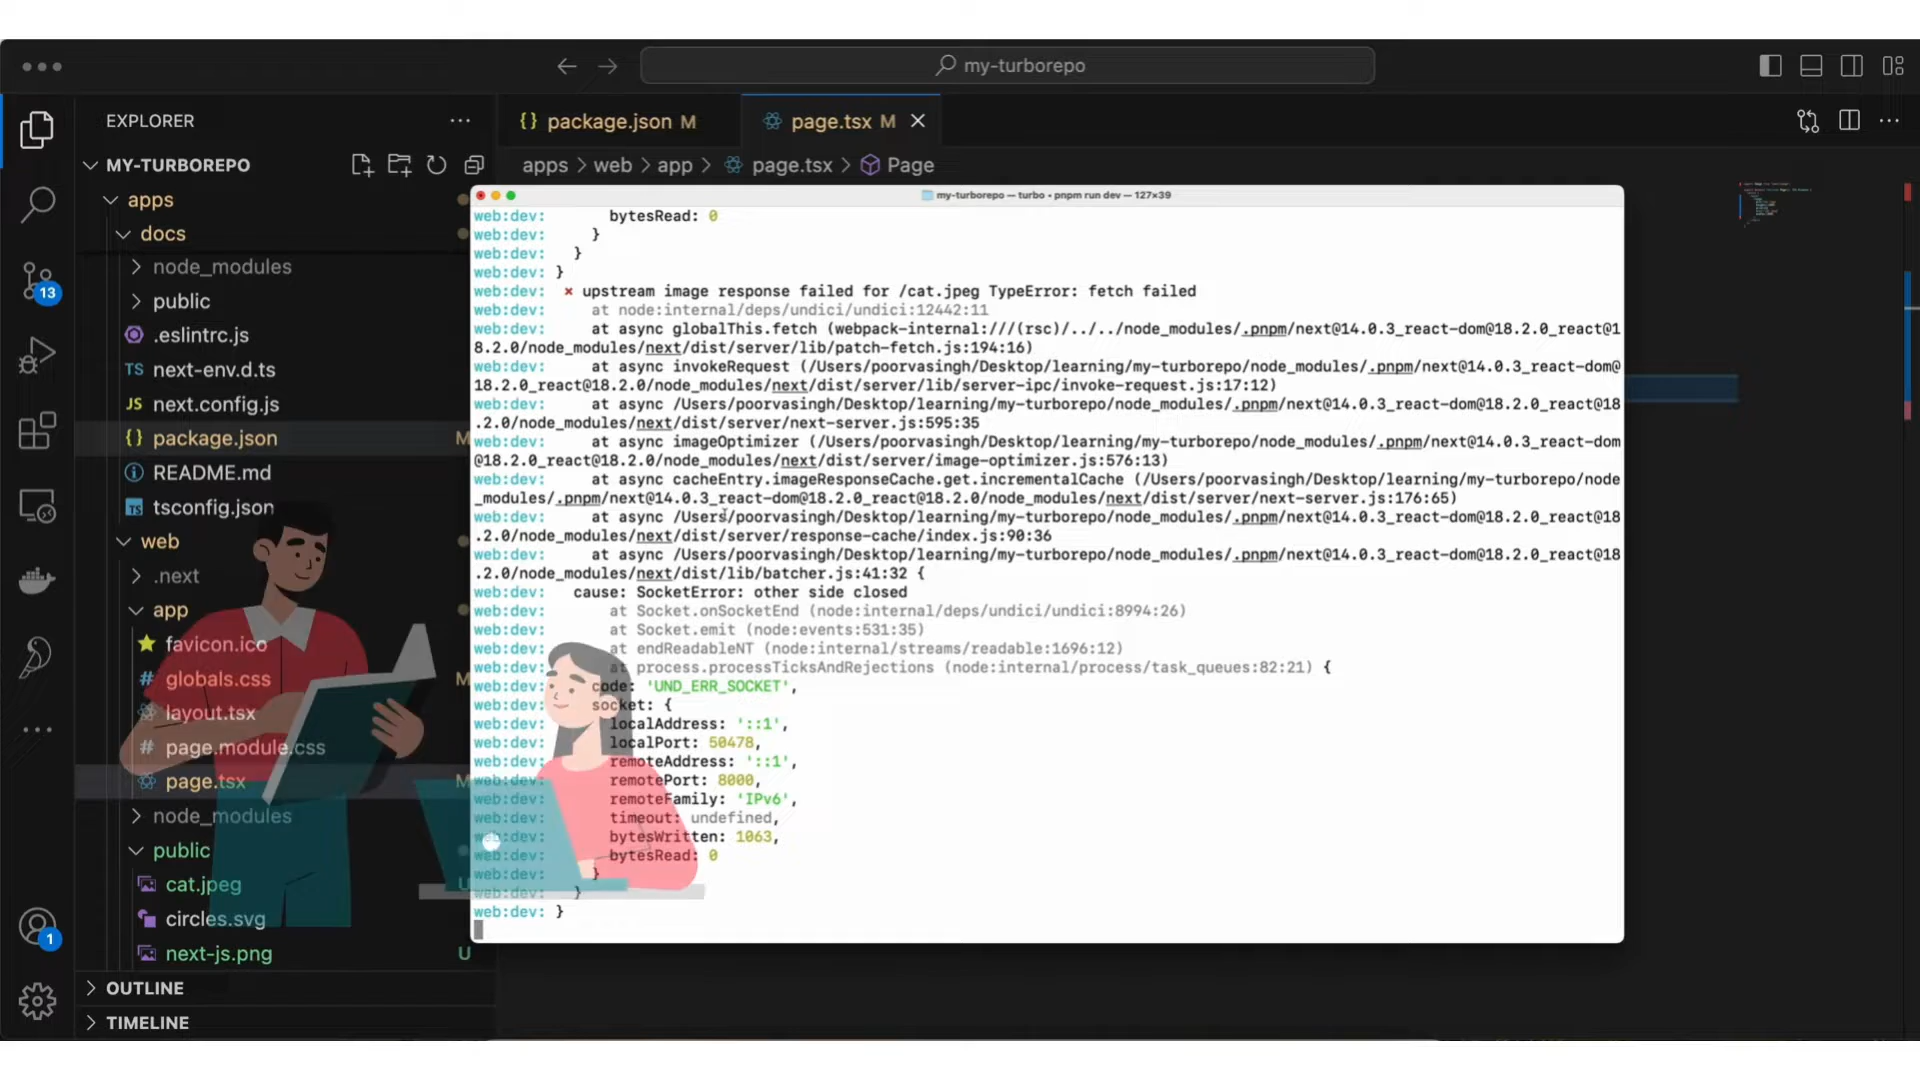 my-turborepo
EXPLORER
package.json M
page.tsx M
MY-TURBOREPO
apps > web > app > page.tsx > Page
apps
docs
node_modules
public
.eslintrc.js
TS next-env.d.ts
JS next.config.js
{} package.json M
README.md
tsconfig.json
web
.next
app
favicon.ico
# globals.css M
layout.tsx
# page.module.css
page.tsx M
node_modules
public
cat.jpeg U
circles.svg
next-js.png U
OUTLINE
TIMELINE
13
1
my-turborepo — turbo • pnpm run dev — 127×39
web:dev: bytesRead: 0
web:dev: }
web:dev: }
web:dev: }
web:dev: × upstream image response failed for /cat.jpeg TypeError: fetch failed
web:dev: at node:internal/deps/undici/undici:12442:11
web:dev: at async globalThis.fetch (webpack-internal:///(rsc)/../../node_modules/.pnpm/next@14.0.3_react-dom@18.2.0_react@1
8.2.0/node_modules/next/dist/server/lib/patch-fetch.js:194:16)
web:dev: at async invokeRequest (/Users/poorvasingh/Desktop/learning/my-turborepo/node_modules/.pnpm/next@14.0.3_react-dom@
18.2.0_react@18.2.0/node_modules/next/dist/server/lib/server-ipc/invoke-request.js:17:12)
web:dev: at async /Users/poorvasingh/Desktop/learning/my-turborepo/node_modules/.pnpm/next@14.0.3_react-dom@18.2.0_react@18
.2.0/node_modules/next/dist/server/next-server.js:595:35
web:dev: at async imageOptimizer (/Users/poorvasingh/Desktop/learning/my-turborepo/node_modules/.pnpm/next@14.0.3_react-dom
@18.2.0_react@18.2.0/node_modules/next/dist/server/image-optimizer.js:576:13)
web:dev: at async cacheEntry.imageResponseCache.get.incrementalCache (/Users/poorvasingh/Desktop/learning/my-turborepo/node
_modules/.pnpm/next@14.0.3_react-dom@18.2.0_react@18.2.0/node_modules/next/dist/server/next-server.js:176:65)
web:dev: at async /Users/poorvasingh/Desktop/learning/my-turborepo/node_modules/.pnpm/next@14.0.3_react-dom@18.2.0_react@18
.2.0/node_modules/next/dist/server/response-cache/index.js:90:36
web:dev: at async /Users/poorvasingh/Desktop/learning/my-turborepo/node_modules/.pnpm/next@14.0.3_react-dom@18.2.0_react@18
.2.0/node_modules/next/dist/lib/batcher.js:41:32 {
web:dev: cause: SocketError: other side closed
web:dev: at Socket.onSocketEnd (node:internal/deps/undici/undici:8994:26)
web:dev: at Socket.emit (node:events:531:35)
web:dev: at endReadableNT (node:internal/streams/readable:1696:12)
web:dev: at process.processTicksAndRejections (node:internal/process/task_queues:82:21) {
web:dev: code: 'UND_ERR_SOCKET',
web:dev: socket: {
web:dev: localAddress: '::1',
web:dev: localPort: 50478,
web:dev: remoteAddress: '::1',
web:dev: remotePort: 8000,
web:dev: remoteFamily: 'IPv6',
web:dev: timeout: undefined,
web:dev: bytesWritten: 1063,
web:dev: bytesRead: 0
web:dev: }
web:dev: }
web:dev: }